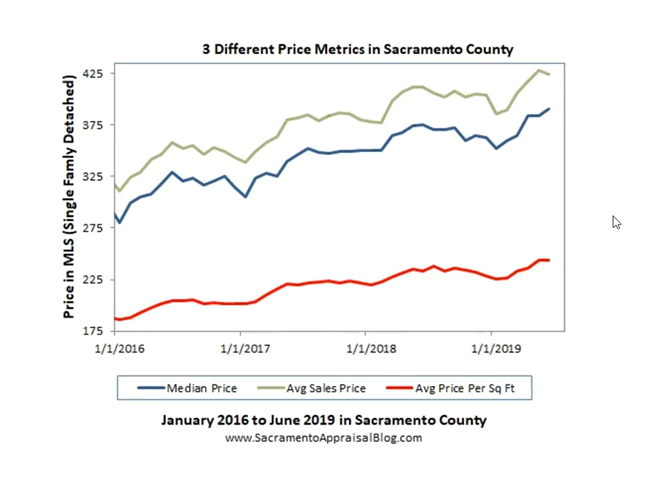 3 Different Price Metrics in Sacramento County
Price in MLS (Single Family Detached)
425
375
325
275
225
175
1/1/2016 1/1/2017 1/1/2018 1/1/2019
Median Price Avg Sales Price Avg Price Per Sq Ft
January 2016 to June 2019 in Sacramento County
www.SacramentoAppraisalBlog.com